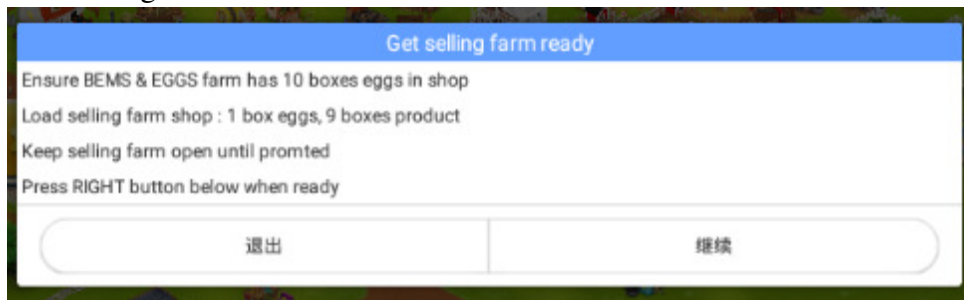 Get selling farm ready
Ensure BEMS & EGGS farm has 10 boxes eggs in shop
Load selling farm shop : 1 box eggs, 9 boxes product
Keep selling farm open until promted
Press RIGHT button below when ready
退出
继续